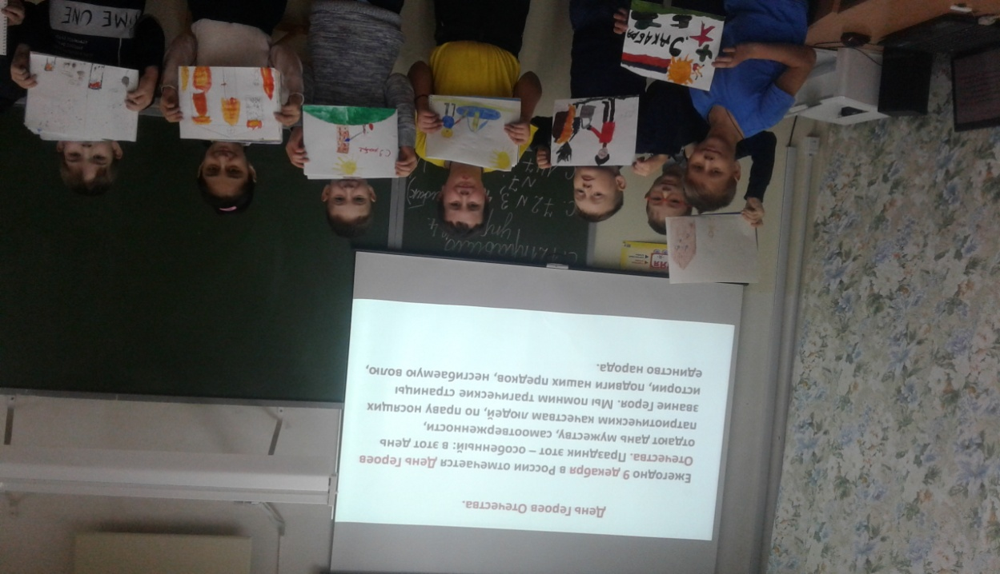 День Героев Отечества.
Ежегодно 9 декабря в России отмечается День Героев
Отечества. Праздник этот – особенный: в этот день
отдают дань мужеству, самоотверженности,
патриотическим качествам людей, по праву носящих
звание Героя. Мы помним трагические страницы
истории, подвиги наших предков, несгибаемую волю,
единство народа.